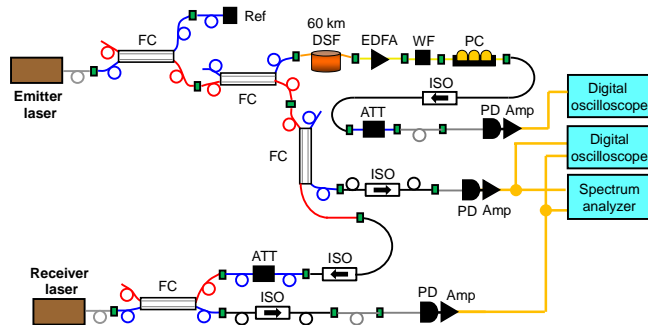 Ref
60 km
DSF
EDFA
WF
PC
FC
FC
ISO
Emitter
laser
ATT
PD Amp
Digital
oscilloscope
Digital
oscilloscope
FC
ISO
PD Amp
Spectrum
analyzer
ATT
ISO
Receiver
laser
FC
ISO
PD
Amp